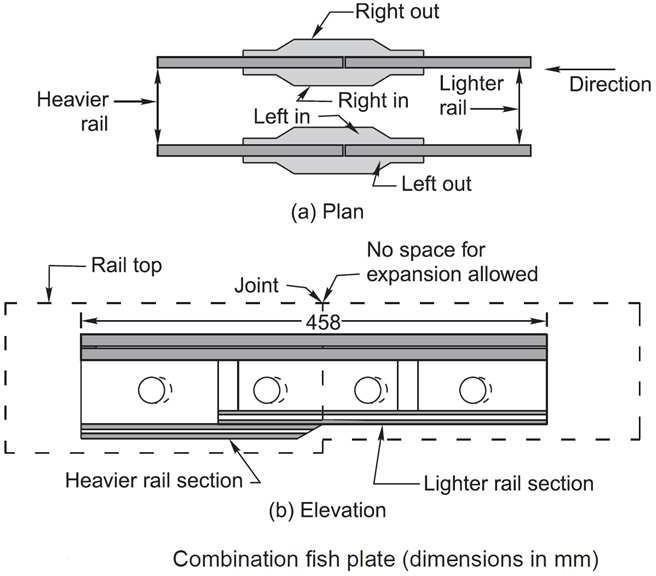 Right out
Heavier
rail
Lighter
rail
Direction
Right in
Left in
Left out
(a) Plan
Rail top
Joint
No space for
expansion allowed
458
Heavier rail section
Lighter rail section
(b) Elevation
Combination fish plate (dimensions in mm)